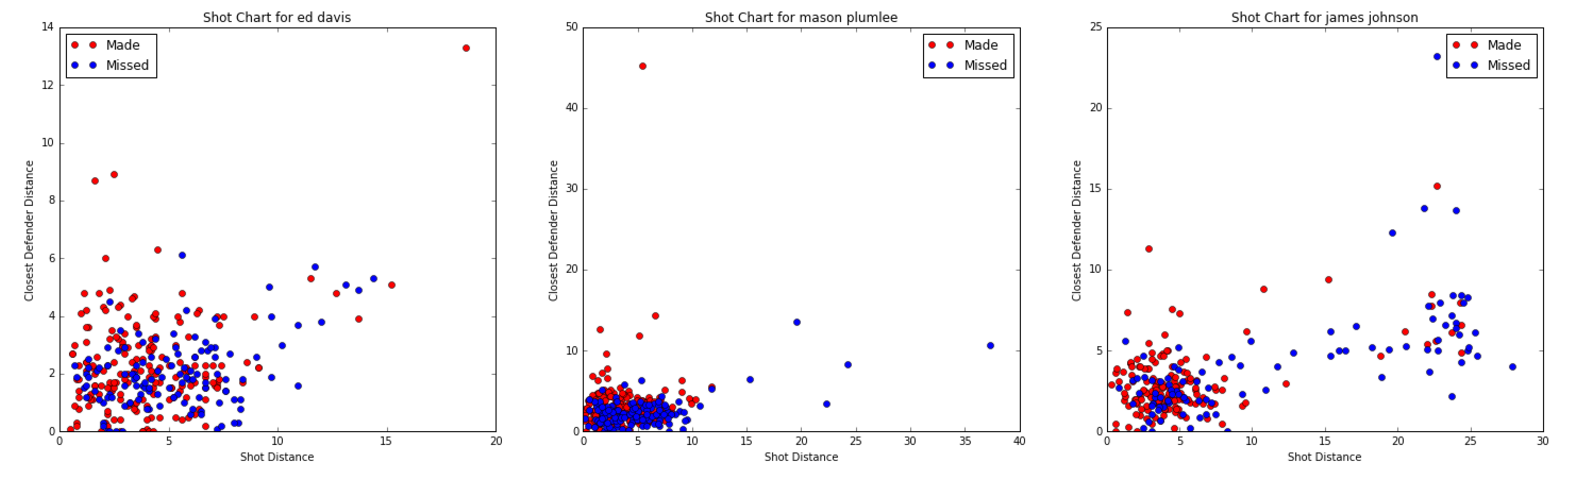 Shot Chart for ed davis
14
12
10
8
6
4
2
0
0 5 10 15 20
Closest Defender Distance
Shot Distance
Made
Missed
Shot Chart for mason plumlee
50
40
30
20
10
0
0 5 10 15 20 25 30 35 40
Closest Defender Distance
Shot Distance
Made
Missed
Shot Chart for james johnson
25
20
15
10
5
0
0 5 10 15 20 25 30
Closest Defender Distance
Shot Distance
Made
Missed